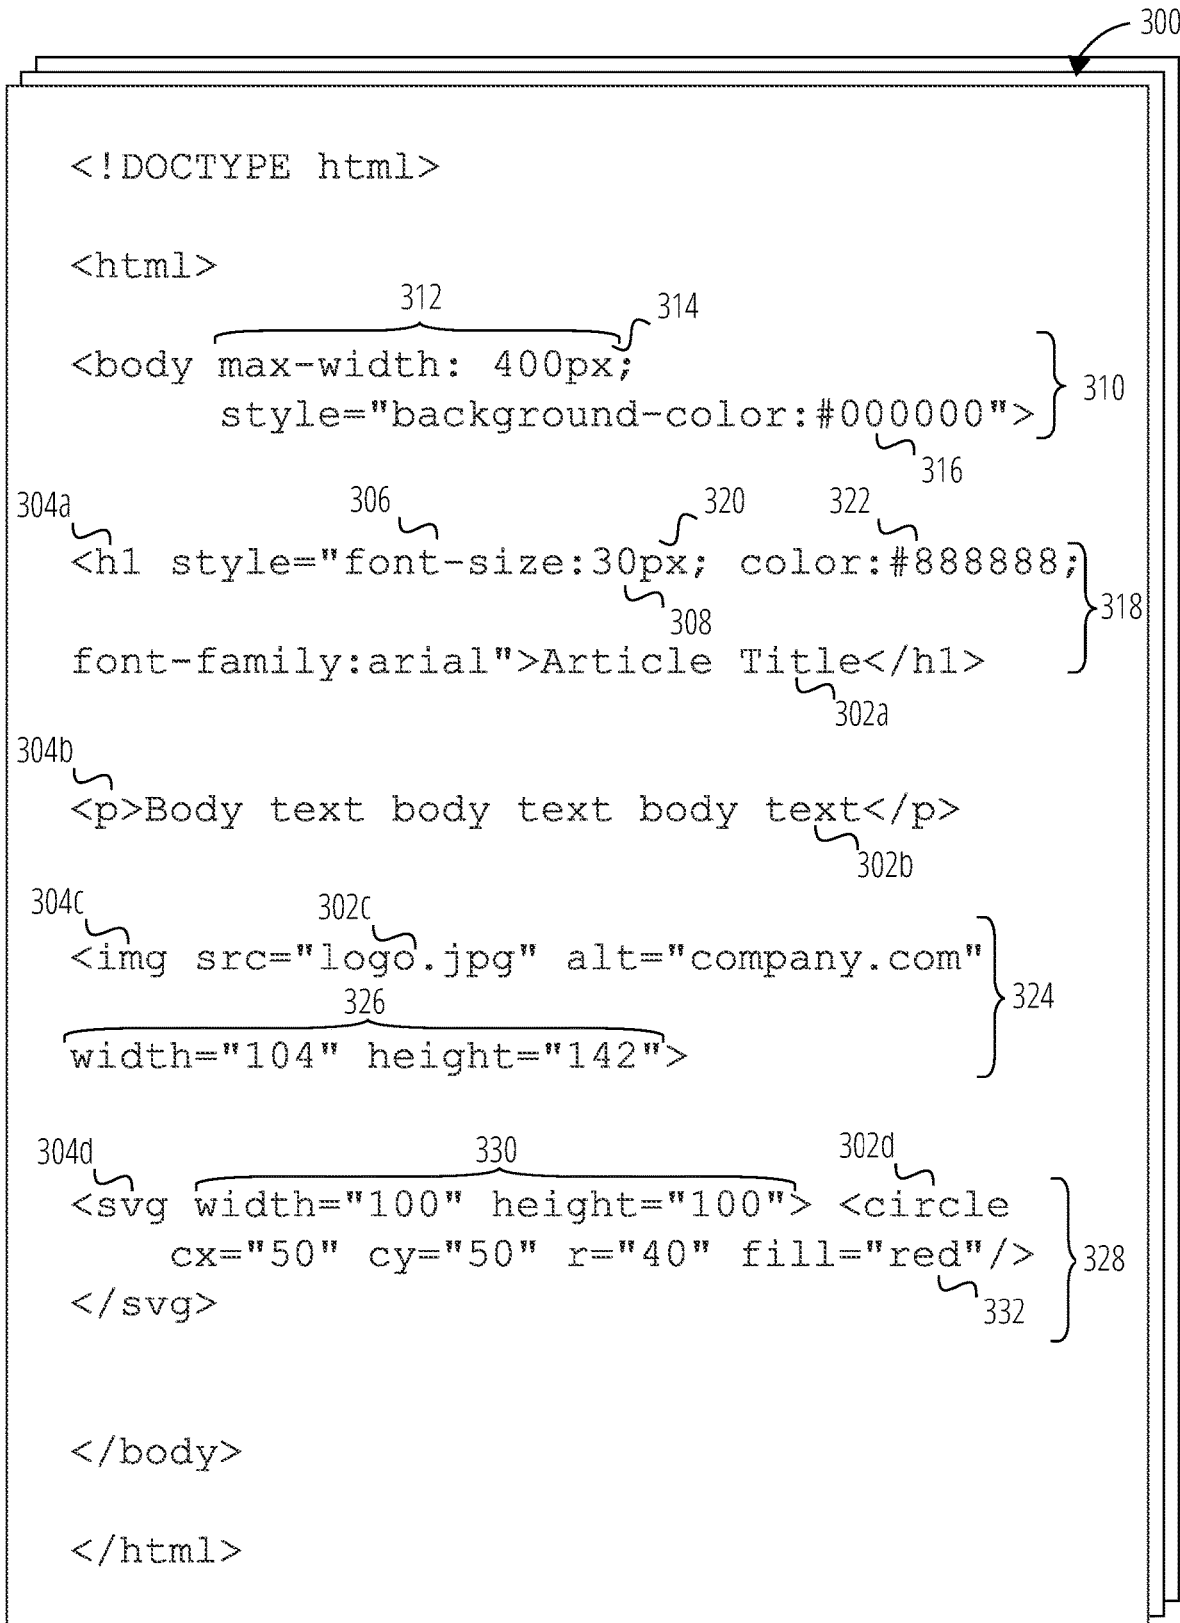 300
<!DOCTYPE html>
<html>
312
314
<body max-width: 400px;
310
style="background-color:#000000">
316
304a
306
320
322
<h1 style="font-size:30px; color:#888888;
318
308
font-family:arial">Article Title</h1>
302a
304b
<p>Body text body text body text</p>
302b
304c
302c
<img src="logo.jpg" alt="company.com"
326
324
width="104" height="142">
304d
330
302d
<svg width="100" height="100"> <circle
cx="50" cy="50" r="40" fill="red"/>
328
</svg>
332
</body>
</html>